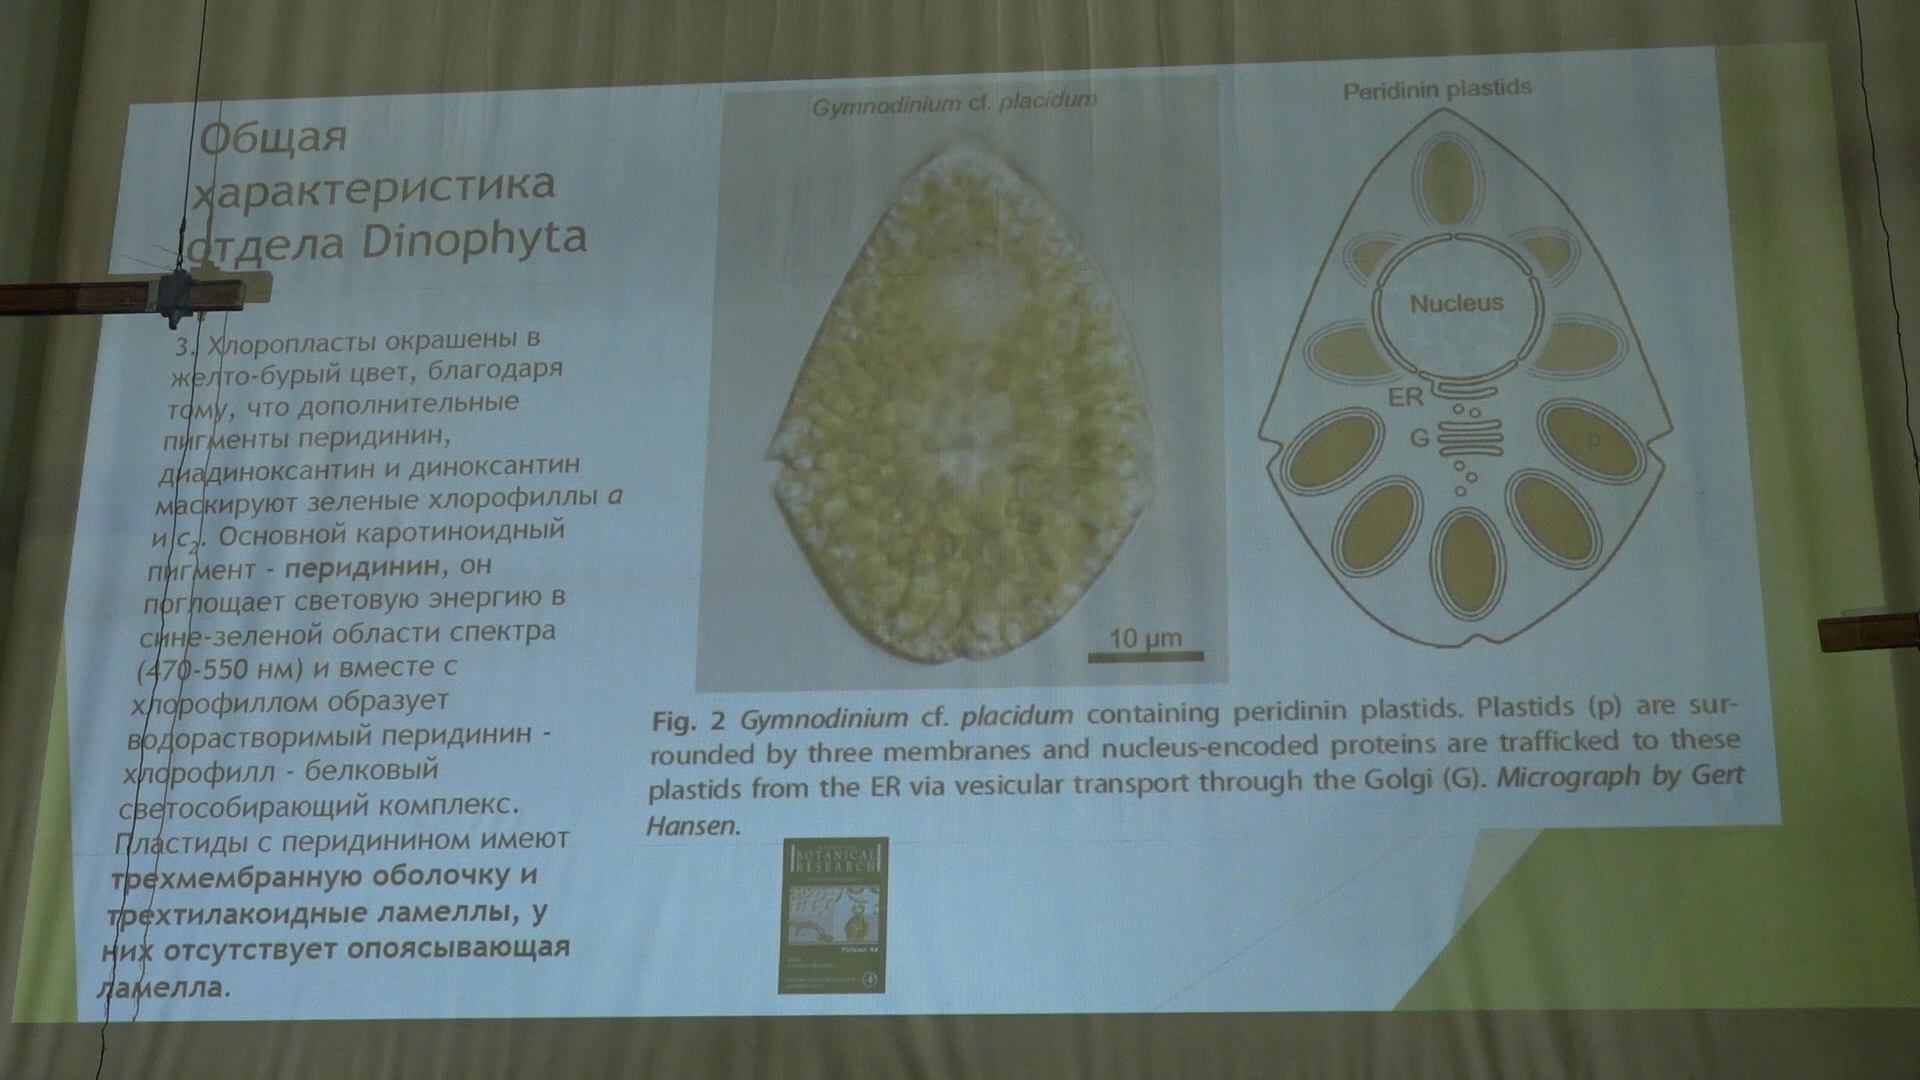 Общая
характеристика
отдела Dinophyta
3. Хлоропласты окрашены в
желто-бурый цвет, благодаря
тому, что дополнительные
пигменты перидинин,
диадиноксантин и диноксантин
маскируют зеленые хлорофиллы а
и с2. Основной каротиноидный
пигмент - перидинин, он
поглощает световую энергию в
сине-зеленой области спектра
(470-550 нм) и вместе с
хлорофиллом образует
водорастворимый перидинин -
хлорофилл - белковый
светособирающий комплекс.
Пластиды с перидинином имеют
трехмембранную оболочку и
трехтилакоидные ламеллы, у
них отсутствует опоясывающая
ламелла.
Gymnodinium cf. placidum
10 µm
Peridinin plastids
Nucleus
ER
G
p
Fig. 2 Gymnodinium cf. placidum containing peridinin plastids. Plastids (p) are sur-
rounded by three membranes and nucleus-encoded proteins are trafficked to these
plastids from the ER via vesicular transport through the Golgi (G). Micrograph by Gert
Hansen.
BOTANICAL
RESEARCH